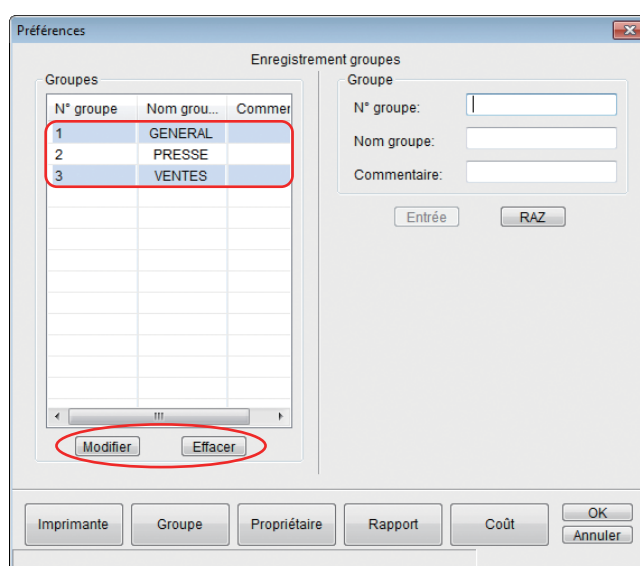 Préférences
Enregistrement groupes
Groupes
N° groupe Nom grou... Commer
1 GENERAL
2 PRESSE
3 VENTES
Modifier Effacer
Groupe
N° groupe:
Nom groupe:
Commentaire:
Entrée RAZ
Imprimante Groupe Propriétaire Rapport Coût OK
Annuler